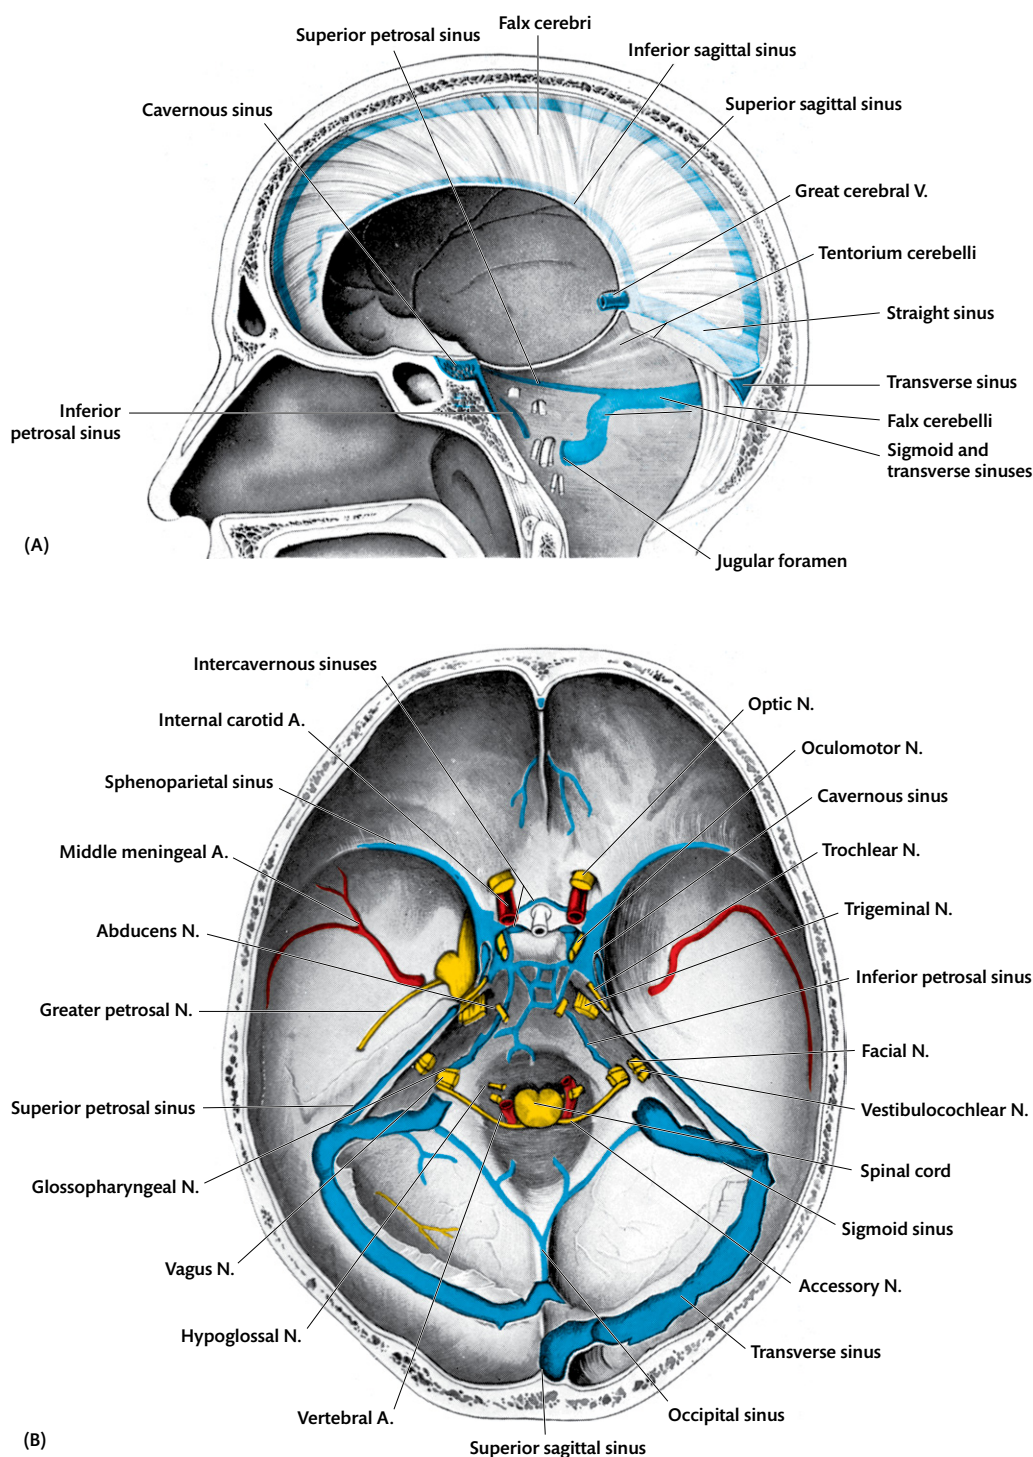 Falx cerebri
Superior petrosal sinus
Inferior sagittal sinus
Cavernous sinus
Superior sagittal sinus
Great cerebral V.
Tentorium cerebelli
Straight sinus
Transverse sinus
Inferior
petrosal sinus
Falx cerebelli
Sigmoid and
transverse sinuses
(A)
Jugular foramen
Intercavernous sinuses
Optic N.
Internal carotid A.
Oculomotor N.
Sphenoparietal sinus
Cavernous sinus
Middle meningeal A.
Trochlear N.
Trigeminal N.
Abducens N.
Inferior petrosal sinus
Greater petrosal N.
Facial N.
Superior petrosal sinus
Vestibulocochlear N.
Spinal cord
Glossopharyngeal N.
Sigmoid sinus
Vagus N.
Accessory N.
Hypoglossal N.
Transverse sinus
Vertebral A.
Occipital sinus
(B)
Superior sagittal sinus